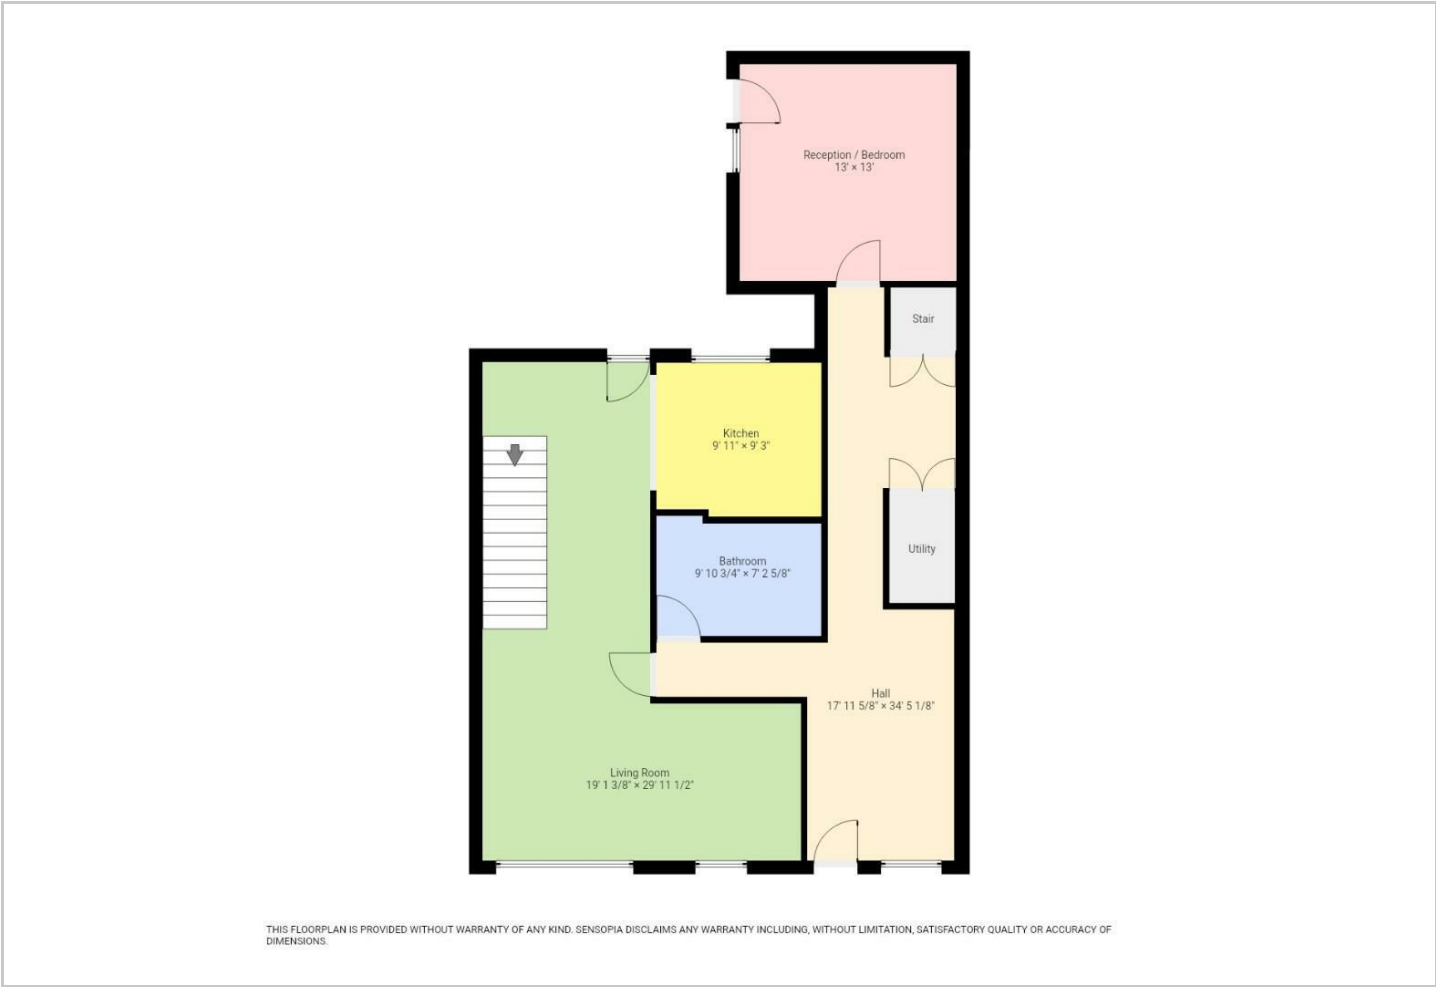 Reception / Bedroom
13' × 13'
Stair
Kitchen
9' 11" × 9' 3"
Bathroom
9' 10 3/4" × 7' 2 5/8"
Utility
Hall
17' 11 5/8" × 34' 5 1/8"
Living Room
19' 1 3/8" × 29' 11 1/2"
THIS FLOORPLAN IS PROVIDED WITHOUT WARRANTY OF ANY KIND. SENSOPIA DISCLAIMS ANY WARRANTY INCLUDING, WITHOUT LIMITATION, SATISFACTORY QUALITY OR ACCURACY OF
DIMENSIONS.